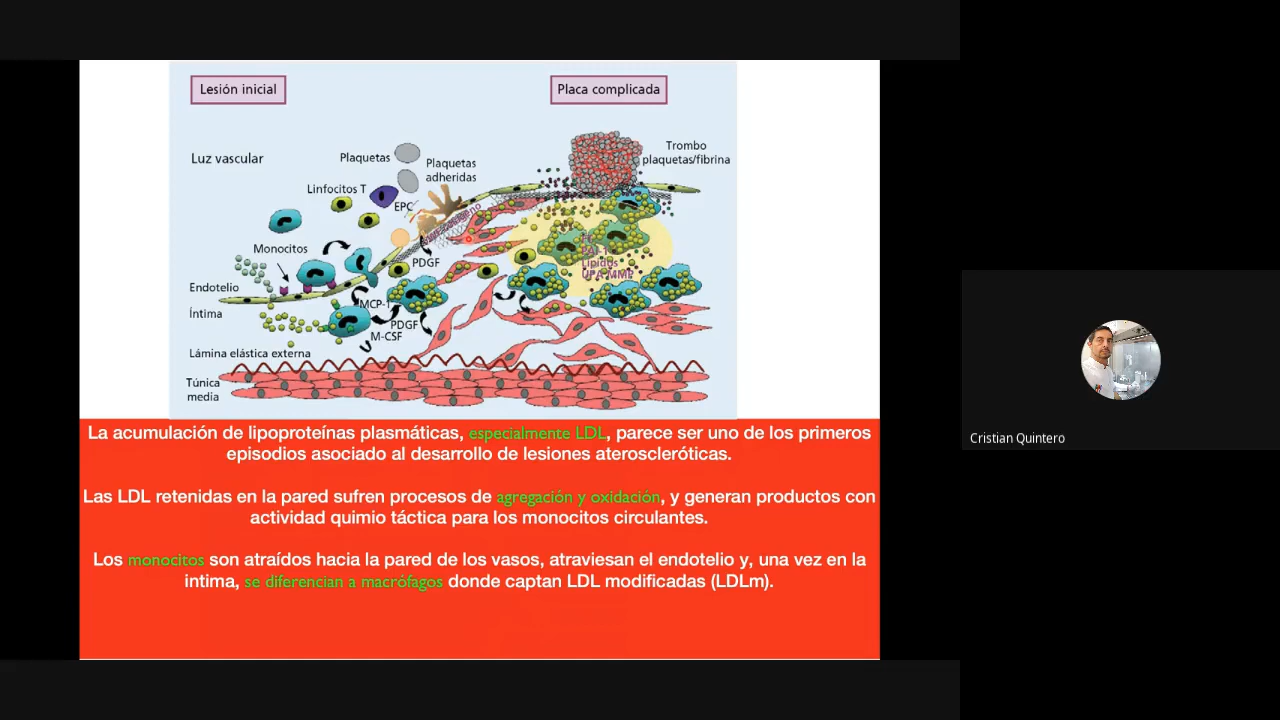 Lesión inicial
Placa complicada
Luz vascular
Plaquetas
Plaquetas
adheridas
Trombo
plaquetas/fibrina
Linfocitos T
EPC
Monocitos
PDGF
Lípidos
UPA MMP
Endotelio
Íntima
MCP-1
PDGF
M-CSF
Lámina elástica externa
Túnica
media
La acumulación de lipoproteínas plasmáticas, especialmente LDL, parece ser uno de los primeros
episodios asociado al desarrollo de lesiones ateroscleróticas.
Las LDL retenidas en la pared sufren procesos de agregación y oxidación, y generan productos con
actividad quimio táctica para los monocitos circulantes.
Los monocitos son atraídos hacia la pared de los vasos, atraviesan el endotelio y, una vez en la
intima, se diferencian a macrófagos donde captan LDL modificadas (LDLm).
Cristian Quintero